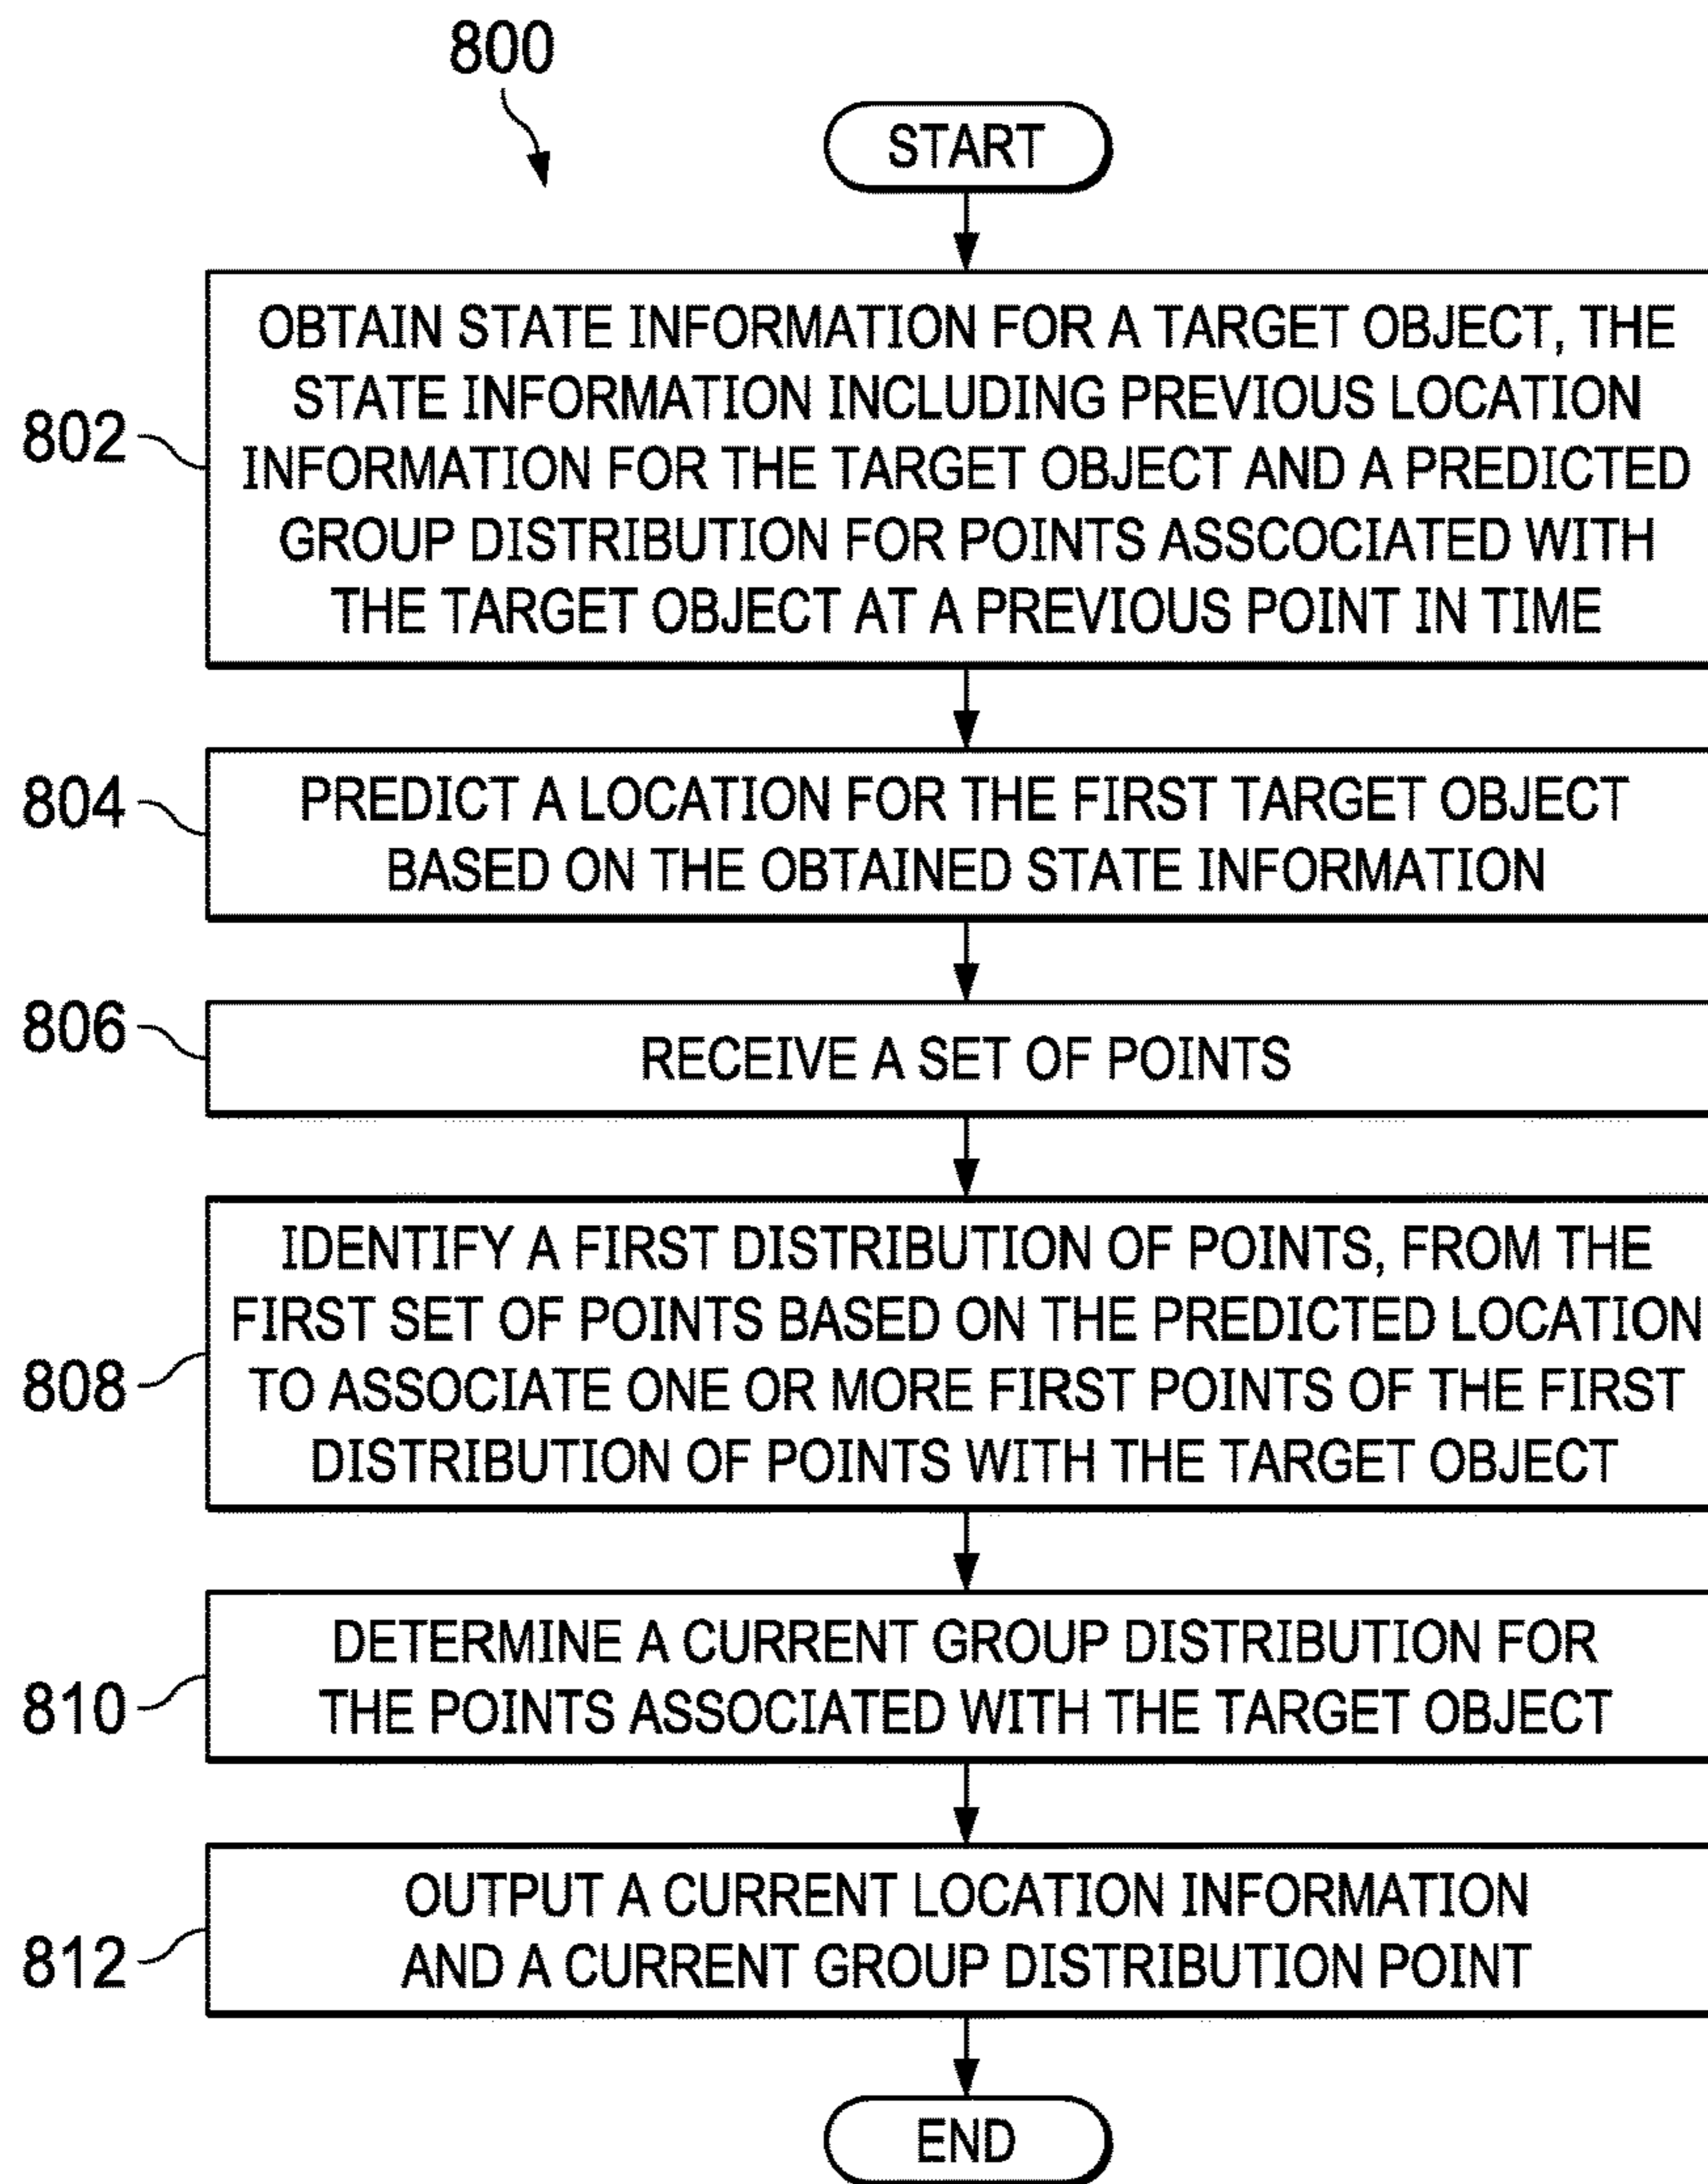 800
START
802
OBTAIN STATE INFORMATION FOR A TARGET OBJECT, THE
STATE INFORMATION INCLUDING PREVIOUS LOCATION
INFORMATION FOR THE TARGET OBJECT AND A PREDICTED
GROUP DISTRIBUTION FOR POINTS ASSCOCIATED WITH
THE TARGET OBJECT AT A PREVIOUS POINT IN TIME
804
PREDICT A LOCATION FOR THE FIRST TARGET OBJECT
BASED ON THE OBTAINED STATE INFORMATION
806
RECEIVE A SET OF POINTS
808
IDENTIFY A FIRST DISTRIBUTION OF POINTS, FROM THE
FIRST SET OF POINTS BASED ON THE PREDICTED LOCATION
TO ASSOCIATE ONE OR MORE FIRST POINTS OF THE FIRST
DISTRIBUTION OF POINTS WITH THE TARGET OBJECT
810
DETERMINE A CURRENT GROUP DISTRIBUTION FOR
THE POINTS ASSOCIATED WITH THE TARGET OBJECT
812
OUTPUT A CURRENT LOCATION INFORMATION
AND A CURRENT GROUP DISTRIBUTION POINT
END